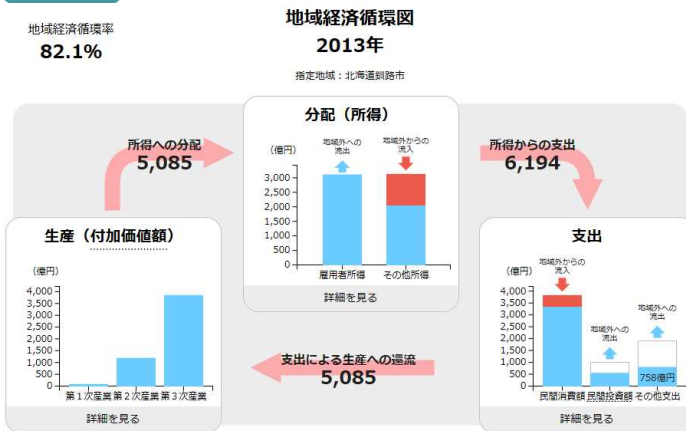 地域経済循環率
82.1%
地域経済循環図
2013年
指定地域：北海道釧路市
所得への分配
5,085
分配（所得）
（億円）
地域外への
流出
地域外からの
流入
3,000
2,500
2,000
1,500
1,000
500
0
雇用者所得 その他所得
詳細を見る
所得からの支出
6,194
生産（付加価値額）
（億円）
4,000
3,500
3,000
2,500
2,000
1,500
1,000
500
0
第１次産業 第２次産業 第３次産業
詳細を見る
支出による生産への還流
5,085
支出
（億円）
地域外からの
流入
地域外への
流出
地域外への
流出
4,000
3,500
3,000
2,500
2,000
1,500
1,000
500
0
758億円
民間消費額 民間投資額 その他支出
詳細を見る